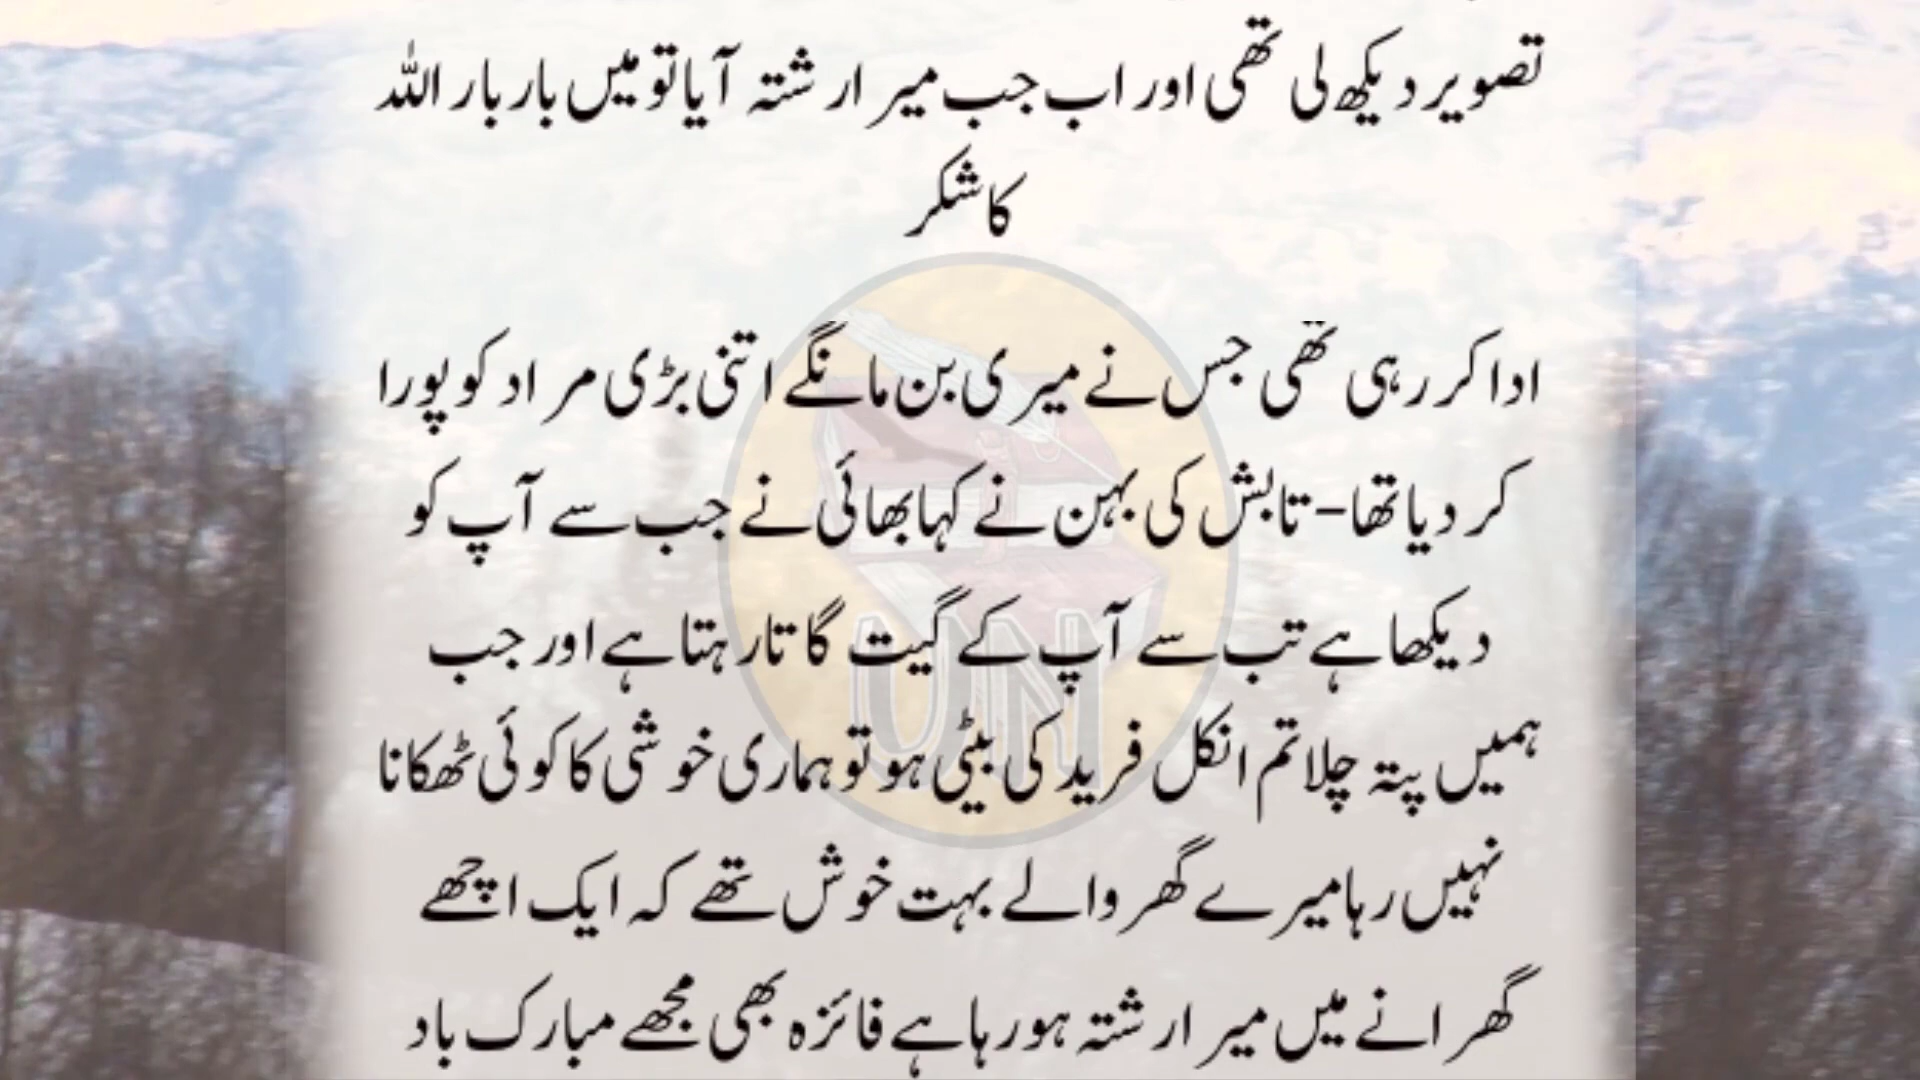 تصویر دیکھ لی تھی اور اب جب میرا رشتہ آیا تو میں بار بار اللہ
کا شکر
ادا کر رہی تھی جس نے میری بن مانگے اتنی بڑی مراد کو پورا
کر دیا تھا- تابش کی بہن نے کہا بھائی نے جب سے آپ کو
دیکھا ہے تب سے آپ کے گیت گاتا رہتا ہے اور جب
ہمیں پتہ چلا تم انکل فرید کی بیٹی ہو تو ہماری خوشی کا کوئی ٹھکانا
نہیں رہا میرے گھر والے بہت خوش تھے کہ ایک اچھے
گھرانے میں میرا رشتہ ہو رہا ہے فائزہ بھی مجھے مبارک باد
UN